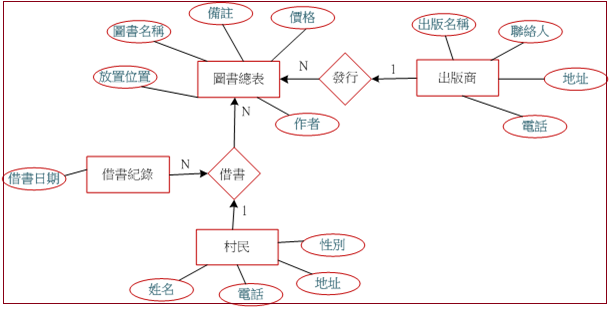 備註
價格
出版名稱
聯絡人
圖書名稱
放置位置
圖書總表
N
發行
1
出版商
地址
N
作者
電話
借書日期
借書紀錄
N
借書
1
村民
性別
姓名
電話
地址